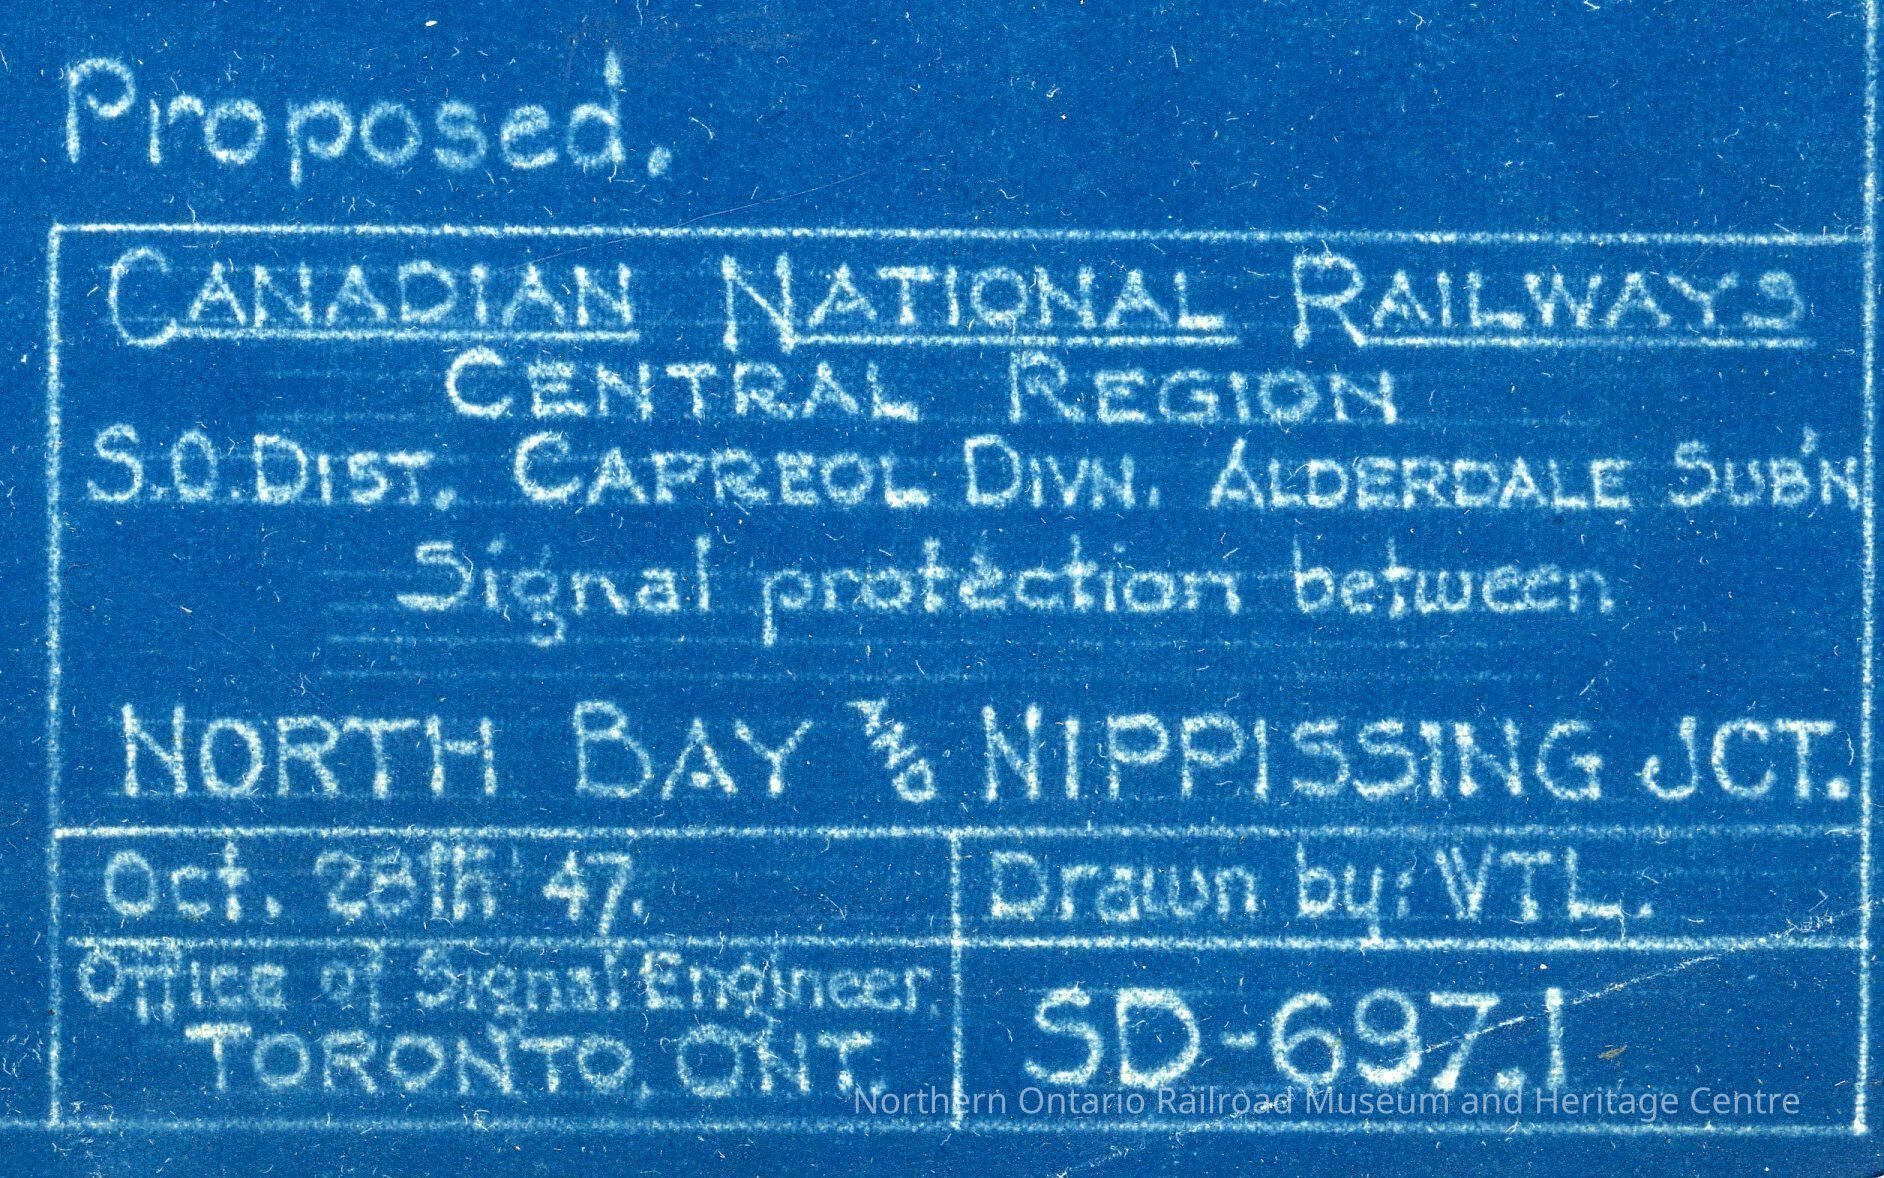 Proposed.
CANADIAN NATIONAL RAILWAYS
CENTRAL REGION
S.O.DIST. CAPREOL DIVN. ALDERDALE SUB'N
Signal protection between
NORTH BAY AND NIPPISSING JCT.
Oct. 28th 47.
Drawn by: VTL.
Office of Signal Engineer,
TORONTO, ONT.
SD-697.1
Northern Ontario Railroad Museum and Heritage Centre